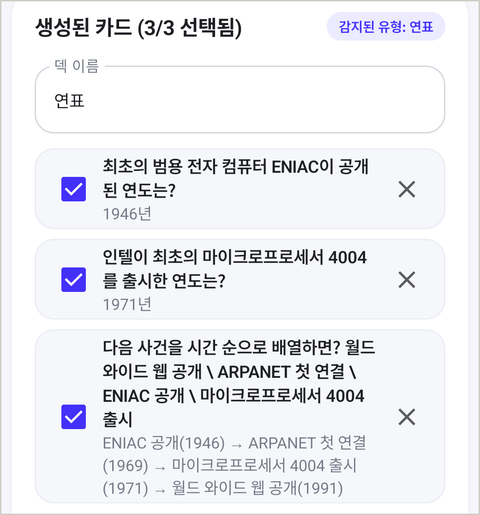 생성된 카드 (3/3 선택됨)
감지된 유형: 연표
덱 이름
연표
최초의 범용 전자 컴퓨터 ENIAC이 공개
된 연도는?
1946년
인텔이 최초의 마이크로프로세서 4004
를 출시한 연도는?
1971년
다음 사건을 시간 순으로 배열하면? 월드
와이드 웹 공개 \ ARPANET 첫 연결 \
ENIAC 공개 \ 마이크로프로세서 4004
출시
ENIAC 공개(1946) → ARPANET 첫 연결
(1969) → 마이크로프로세서 4004 출시
(1971) → 월드 와이드 웹 공개(1991)